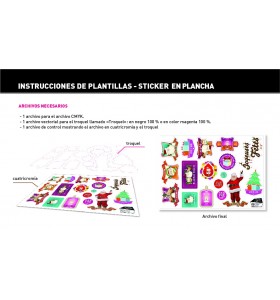 INSTRUCCIONES DE PLANTILLAS - STICKER EN PLANCHA
ARCHIVOS NECESARIOS
- 1 archivo para el archivo CMYK.
- 1 archivo vectorial para el troquel llamado «Troquel»: en negro 100 % o en color magenta 100 %.
- 1 archivo de control mostrando el archivo en cuatricromía y el troquel
troquel
cuatricromía
Joyeuses
Fêtes
Archivo final